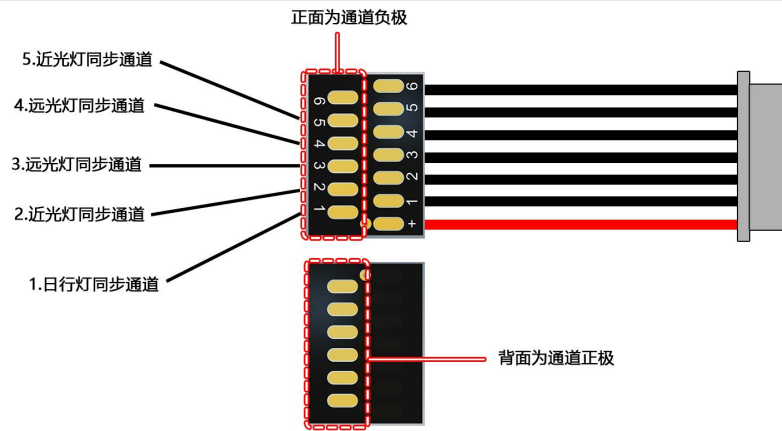 正面为通道负极
5.近光灯同步通道
4.远光灯同步通道
3.远光灯同步通道
2.近光灯同步通道
1.日行灯同步通道
6 6
5 5
4 4
3 3
2 2
1 1
+
背面为通道正极